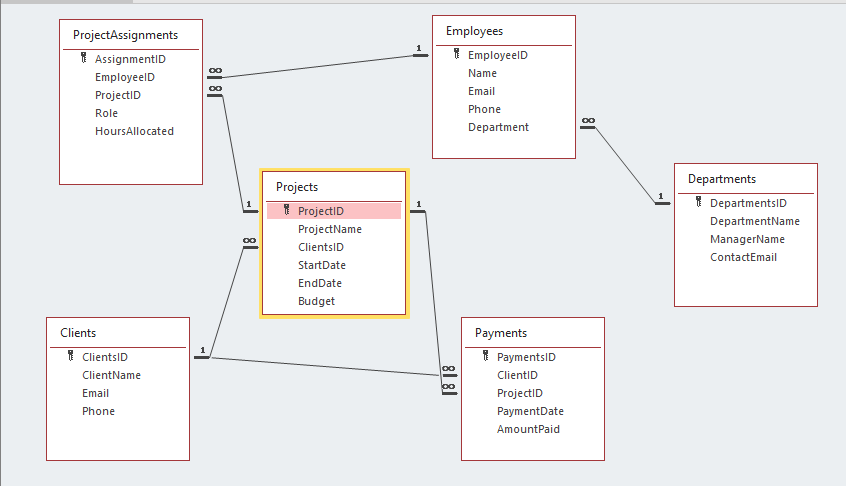 ProjectAssignments
AssignmentID
EmployeeID
ProjectID
Role
HoursAllocated
∞
∞
1
Employees
EmployeeID
Name
Email
Phone
Department
∞
1
Departments
DepartmentsID
DepartmentName
ManagerName
ContactEmail
1
∞
Projects
ProjectID
ProjectName
ClientsID
StartDate
EndDate
Budget
1
Clients
ClientsID
ClientName
Email
Phone
1
∞
∞
Payments
PaymentsID
ClientID
ProjectID
PaymentDate
AmountPaid